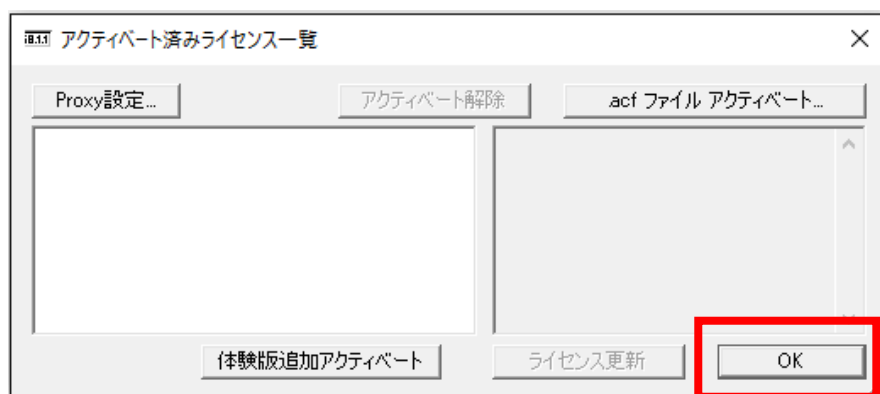 アクティベート済みライセンス一覧
Proxy設定...
アクティベート解除
.acf ファイル アクティベート...
体験版追加アクティベート
ライセンス更新
OK